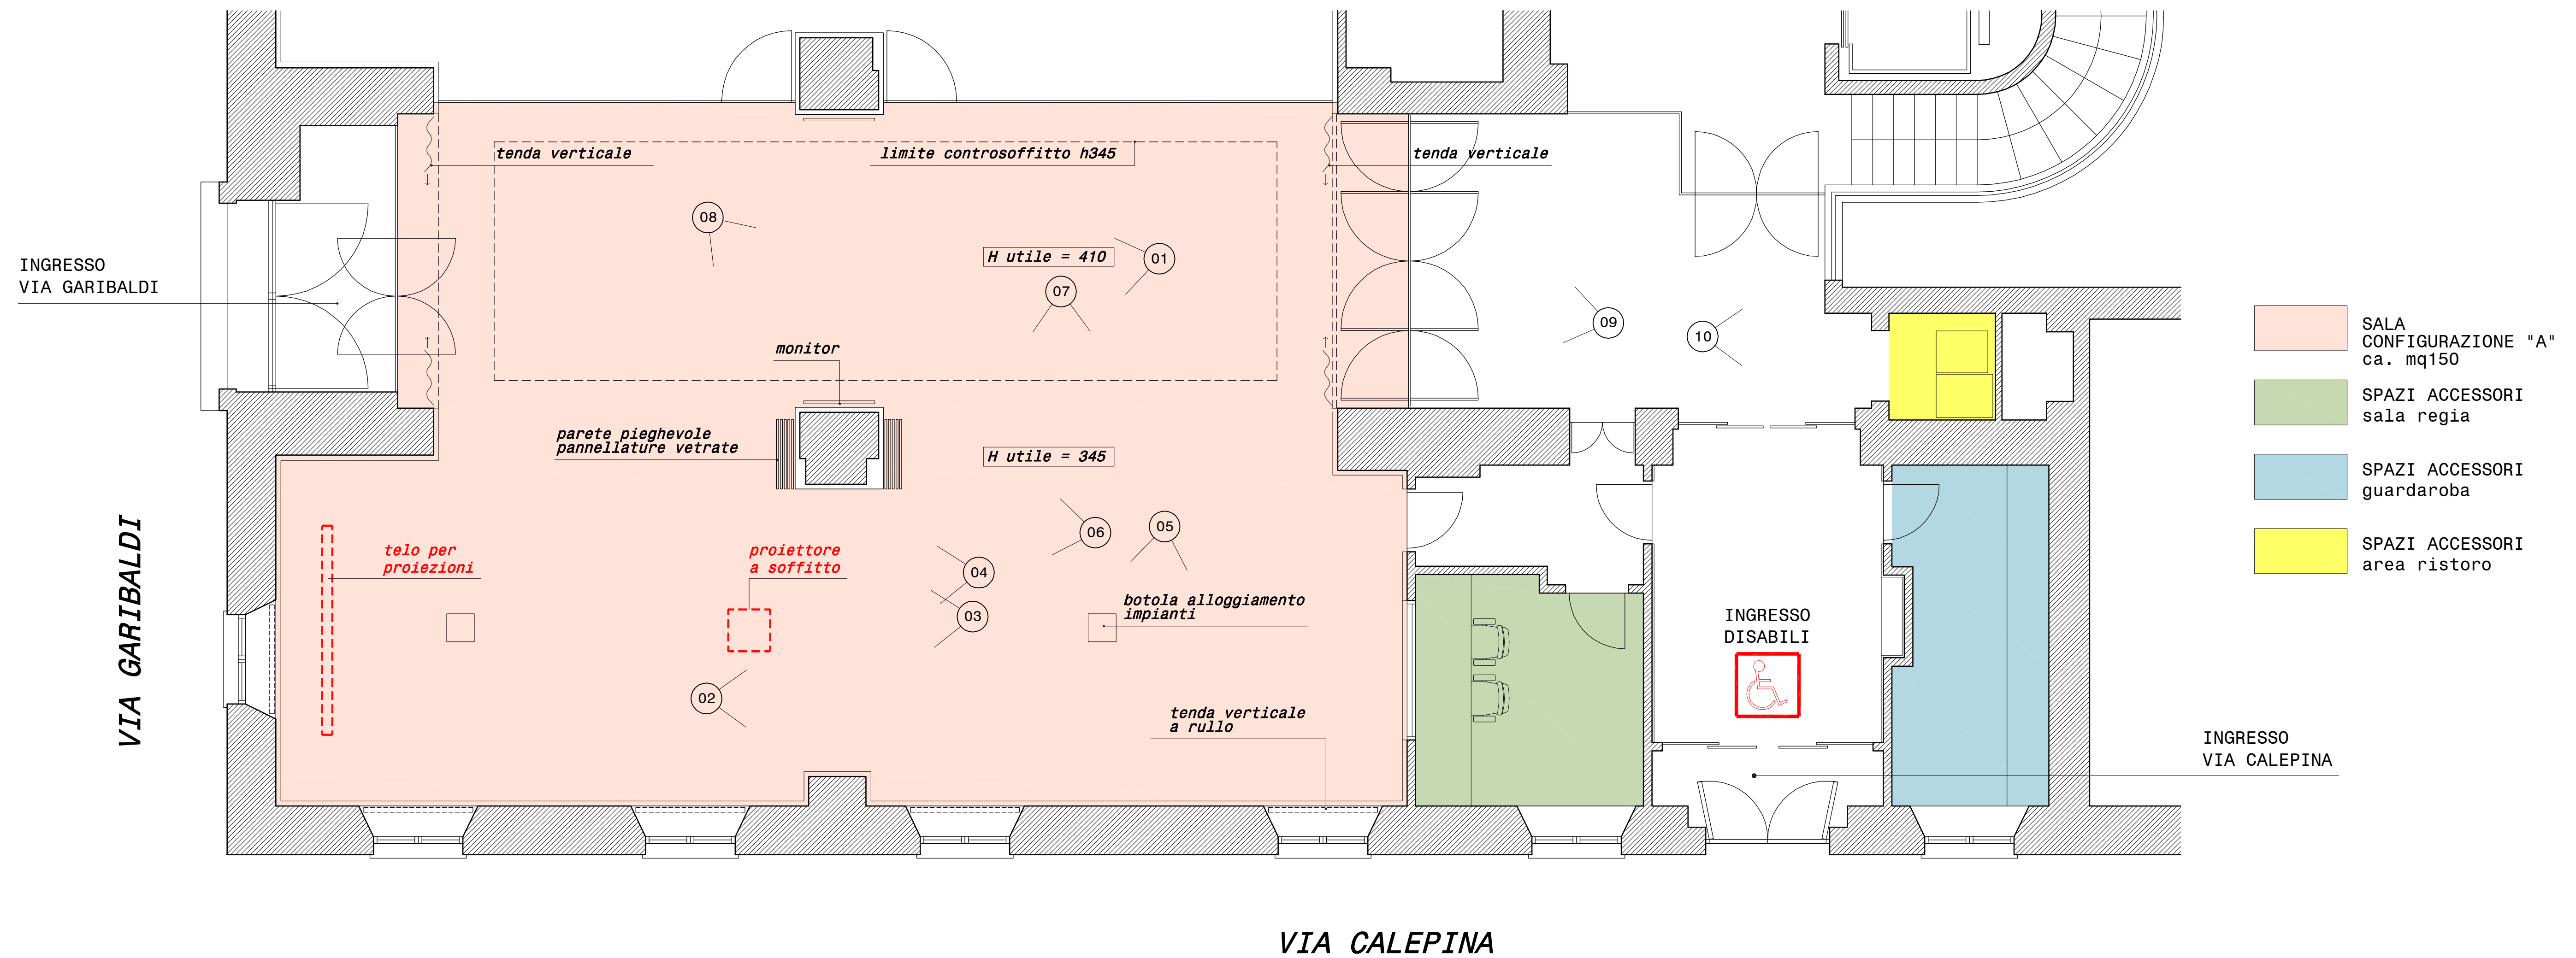 tenda verticale
limite controsoffitto h345
tenda verticale
08
H utile = 410
01
07
INGRESSO
VIA GARIBALDI
09
10
monitor
SALA
CONFIGURAZIONE "A"
ca. mq150
SPAZI ACCESSORI
sala regia
SPAZI ACCESSORI
guardaroba
SPAZI ACCESSORI
area ristoro
parete pieghevole
pannellature vetrate
H utile = 345
06
05
telo per
proiezioni
proiettore
a soffitto
04
03
botola alloggiamento
impianti
02
tenda verticale
a rullo
INGRESSO
DISABILI
INGRESSO
VIA CALEPINA
VIA GARIBALDI
VIA CALEPINA